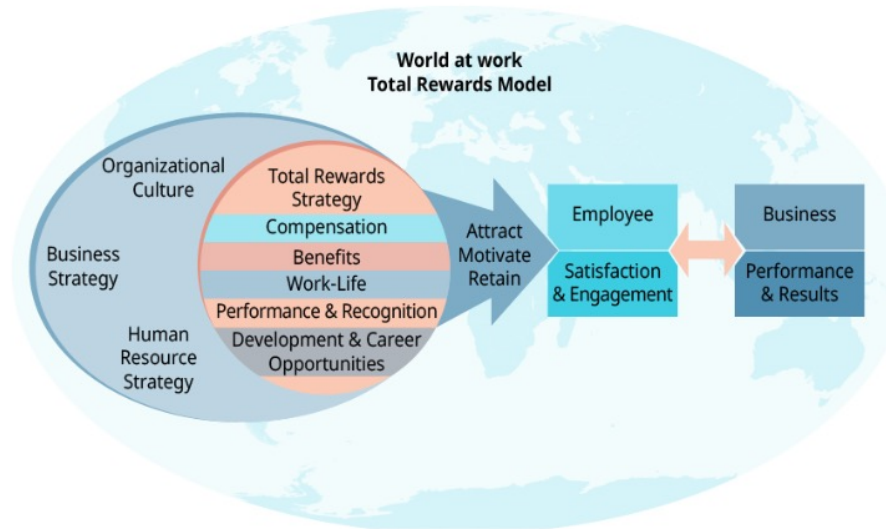 World at work
Total Rewards Model
Organizational
Culture
Business
Strategy
Human
Resource
Strategy
Total Rewards
Strategy
Compensation
Benefits
Work-Life
Performance & Recognition
Development & Career
Opportunities
Attract
Motivate
Retain
Employee
Satisfaction
& Engagement
Business
Performance
& Results